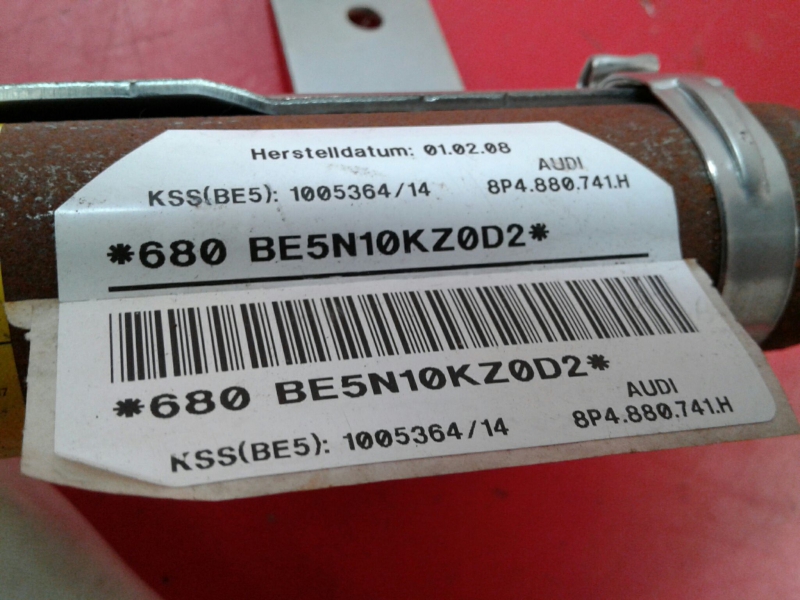 Herstelldatum: 01.02.08
AUDI
KSS(BE5): 1005364/14 8P4.880.741.H
*680 BE5N10KZ0D2*
*680 BE5N10KZ0D2*
AUDI
KSS(BE5): 1005364/14 8P4.880.741.H